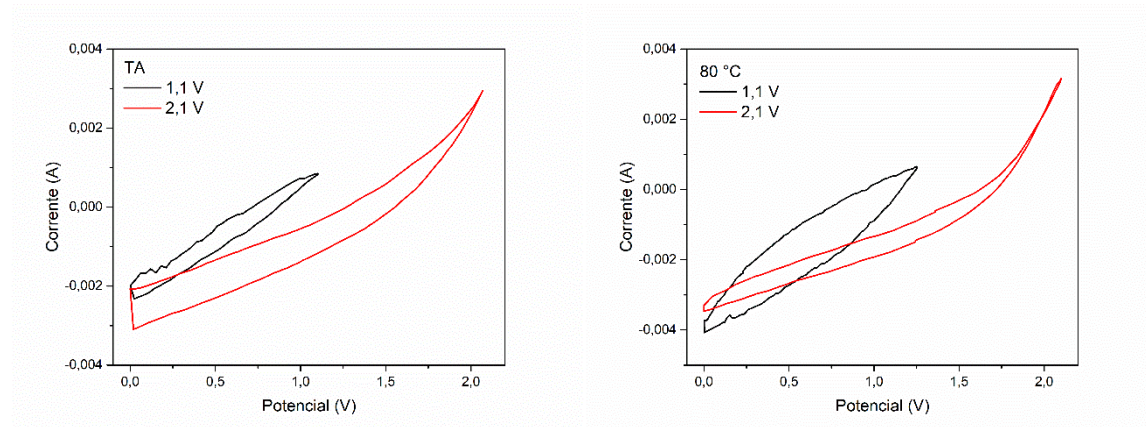 0,004
0,002
0,000
-0,002
-0,004
Corrente (A)
TA
1,1 V
2,1 V
0,0 0,5 1,0 1,5 2,0
Potencial (V)
0,004
0,002
0,000
-0,002
-0,004
Corrente (A)
80 °C
1,1 V
2,1 V
0,0 0,5 1,0 1,5 2,0
Potencial (V)